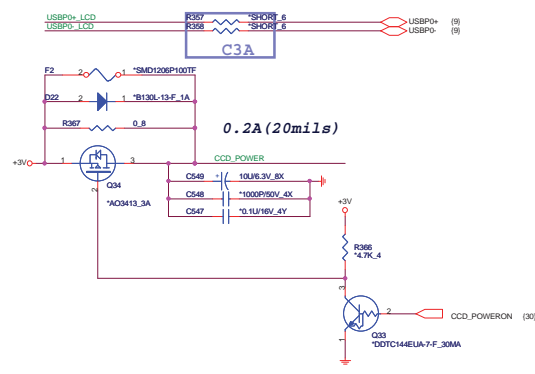 USBP0+_LCD R357 *SHORT_6 USBP0+ {9}
USBP0-_LCD R358 *SHORT_6 USBP0- {9}
C3A
F2 2 1 *SMD1206P100TF
D22 2 1 *B130L-13-F_1A
R367 0_8
0.2A(20mils)
+3V 1 3 CCD_POWER
Q34
2
*AO3413_3A
C549 + 10U/6.3V_8X
C548 *1000P/50V_4X
C547 *0.1U/16V_4Y
+3V
R366
*4.7K_4
3
2 CCD_POWERON {30}
Q33
1 *DDTC144EUA-7-F_30MA